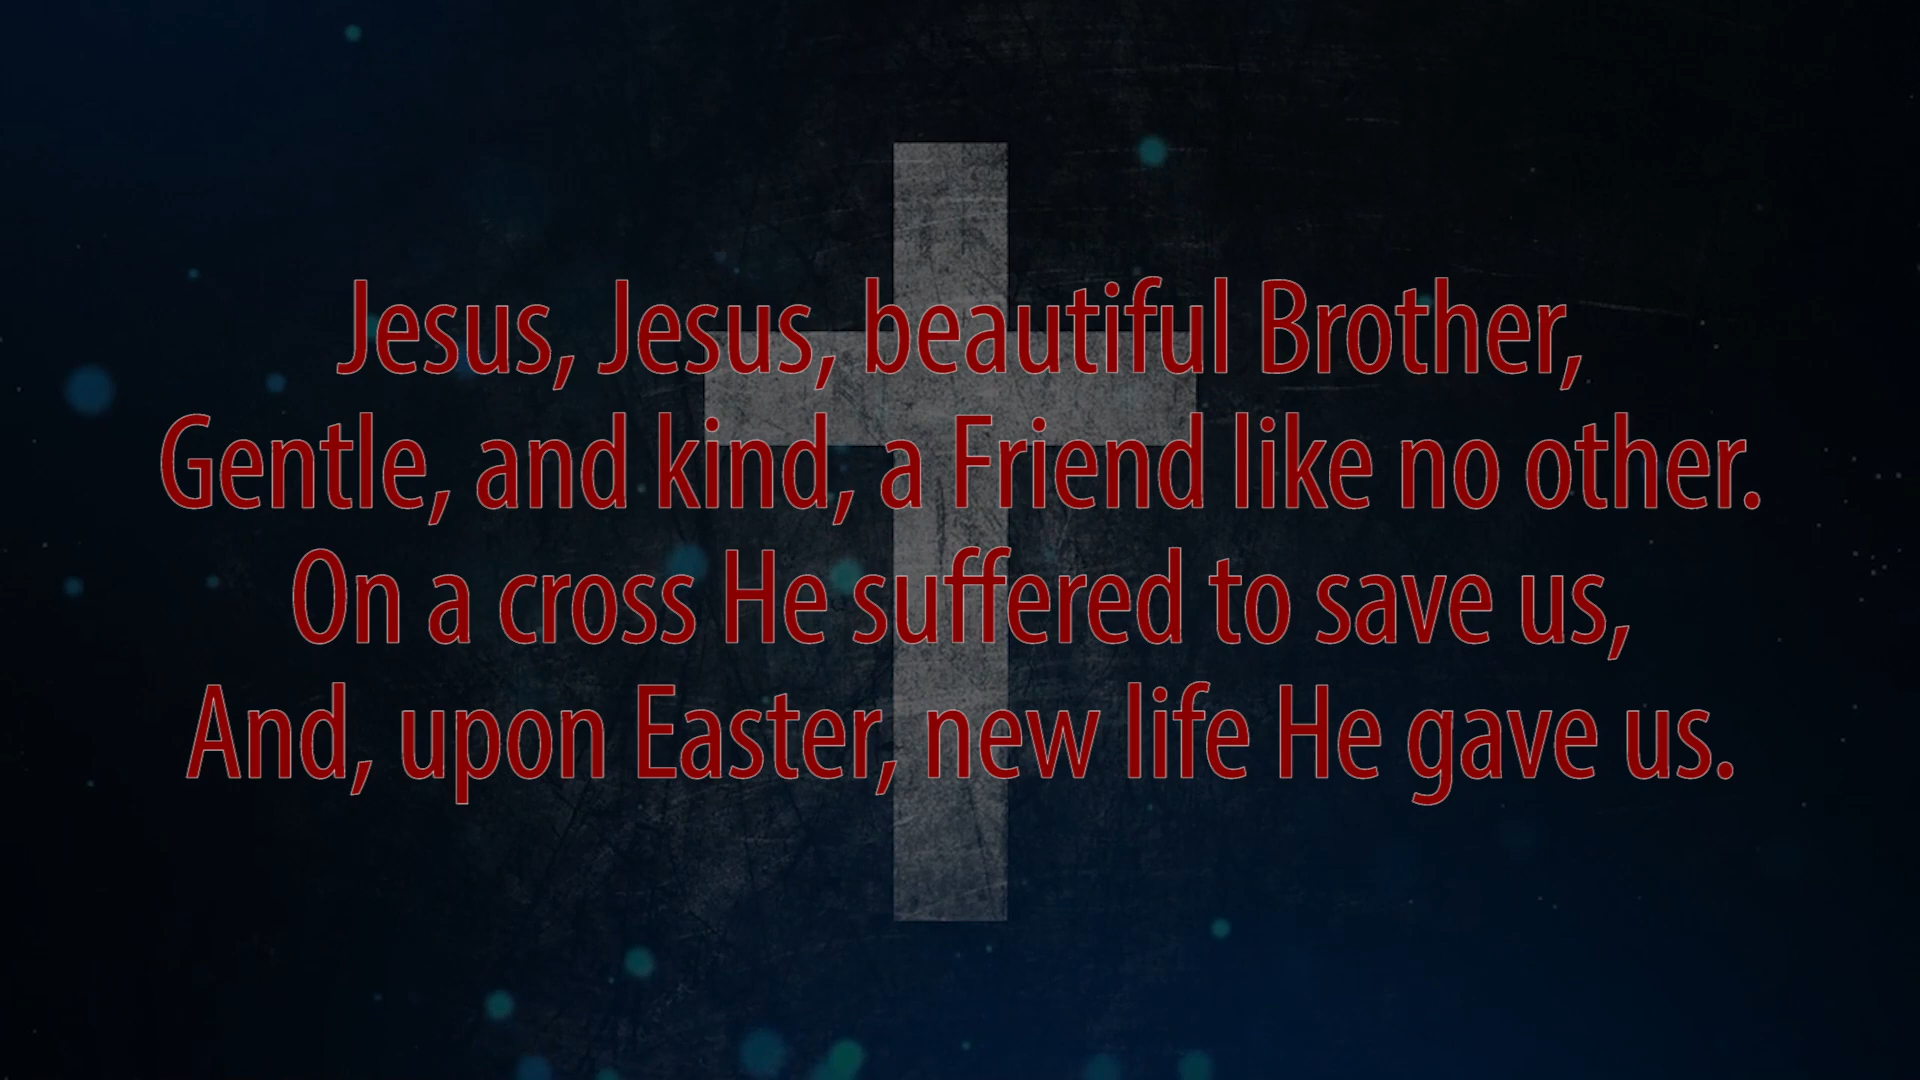 Jesus, Jesus, beautiful Brother,
Gentle, and kind, a Friend like no other.
On a cross He suffered to save us,
And, upon Easter, new life He gave us.